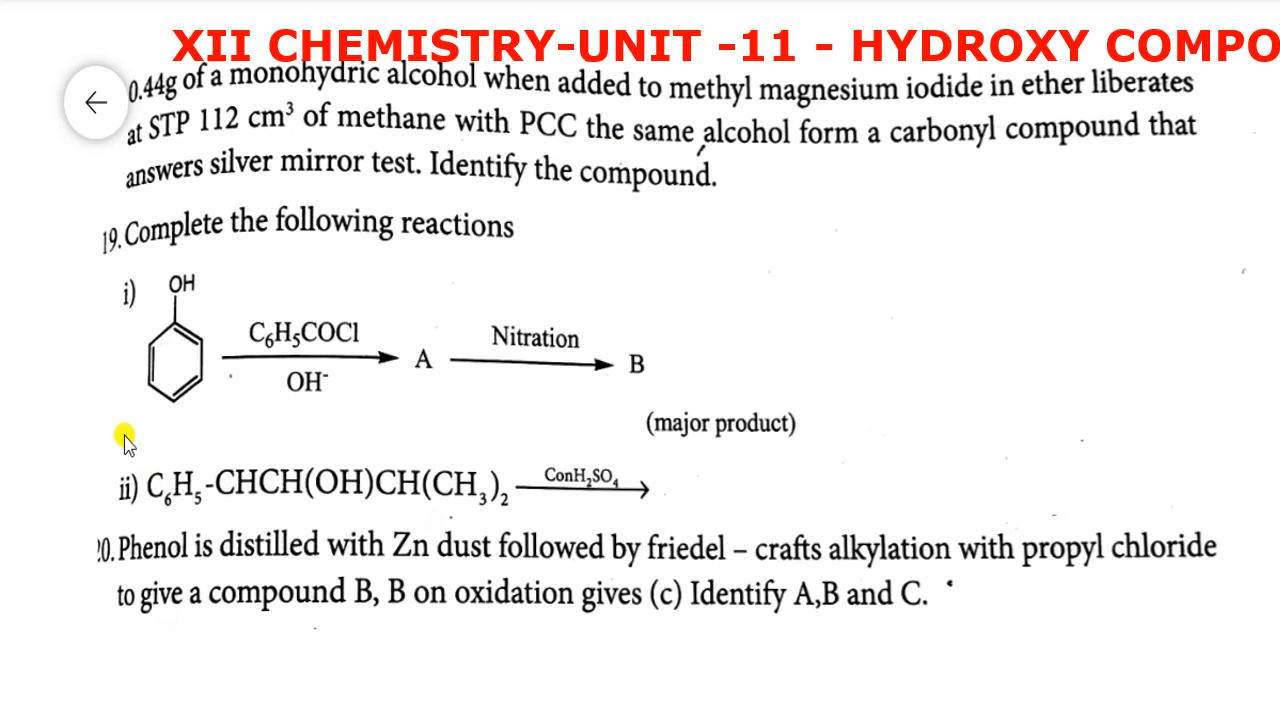 XII CHEMISTRY-UNIT -11 - HYDROXY COMPO
0.44g of a monohydric alcohol when added to methyl magnesium iodide in ether liberates
at STP 112 cm³ of methane with PCC the same alcohol form a carbonyl compound that
answers silver mirror test. Identify the compound.
19. Complete the following reactions
i)
OH
C₆H₅COCl
OH⁻
A
Nitration
B
(major product)
ii) C₆H₅-CHCH(OH)CH(CH₃)₂
ConH₂SO₄
20. Phenol is distilled with Zn dust followed by friedel – crafts alkylation with propyl chloride
to give a compound B, B on oxidation gives (c) Identify A,B and C.